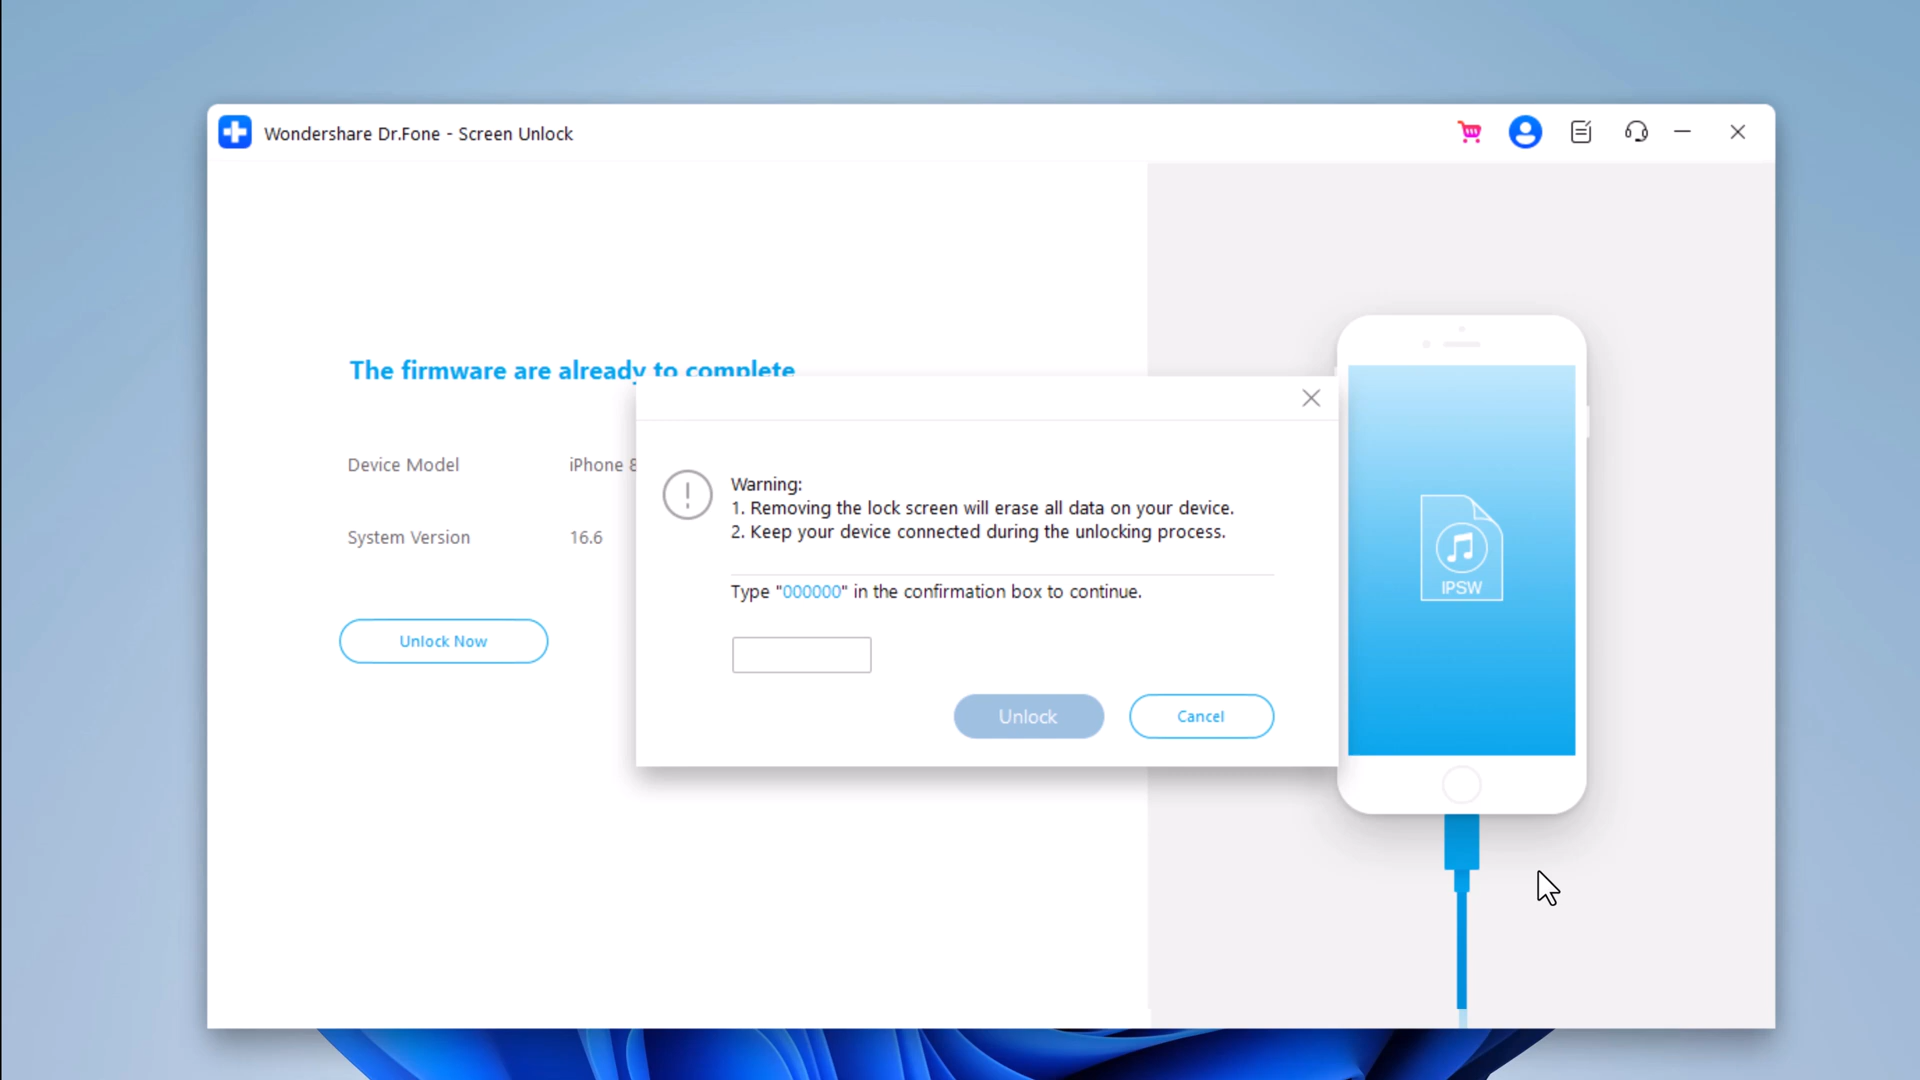 Wondershare Dr.Fone - Screen Unlock
The firmware are already to complete
Device Model iPhone 8
System Version 16.6
Unlock Now
Warning:
1. Removing the lock screen will erase all data on your device.
2. Keep your device connected during the unlocking process.
Type "000000" in the confirmation box to continue.
Unlock Cancel
IPSW